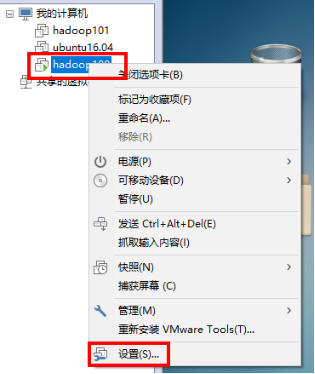 我的计算机
hadoop101
ubuntu16.04
hadoop100
共享的虚拟
关闭选项卡(B)
标记为收藏项(F)
重命名(A)...
移除(R)
电源(P)
可移动设备(D)
暂停(U)
发送 Ctrl+Alt+Del(E)
抓取输入内容(I)
快照(N)
捕获屏幕 (C)
管理(M)
重新安装 VMware Tools(T)...
设置(S)...